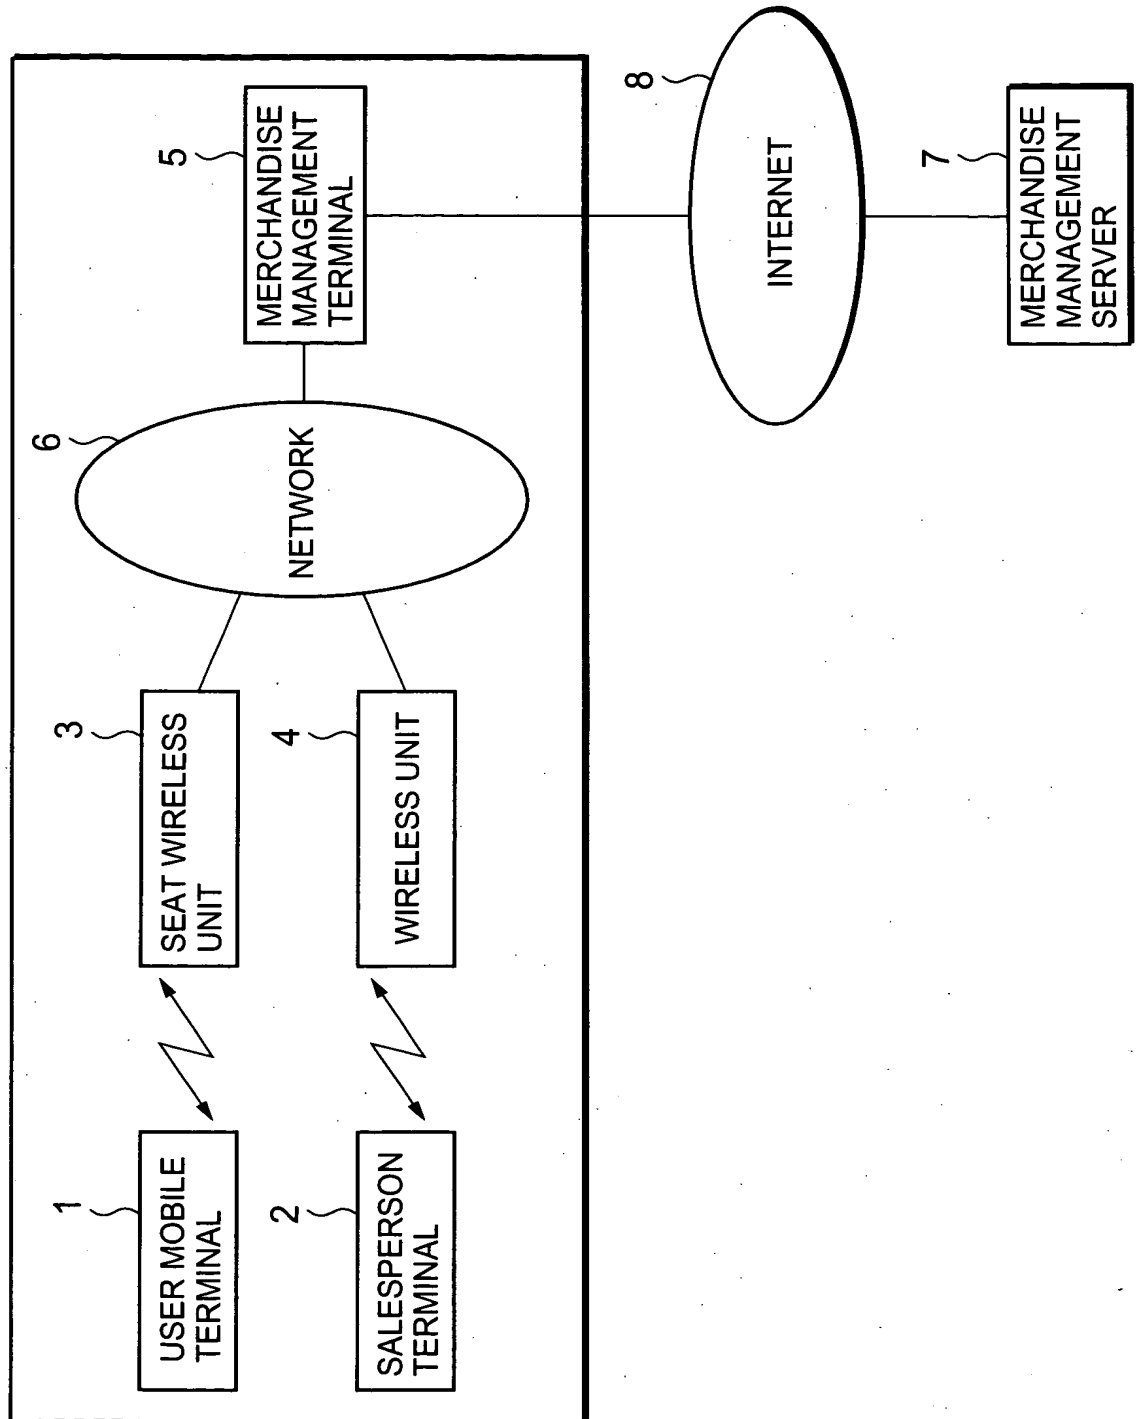 1
USER MOBILE
TERMINAL
3
SEAT WIRELESS
UNIT
6
NETWORK
5
MERCHANDISE
MANAGEMENT
TERMINAL
2
SALESPERSON
TERMINAL
4
WIRELESS UNIT
8
INTERNET
7
MERCHANDISE
MANAGEMENT
SERVER